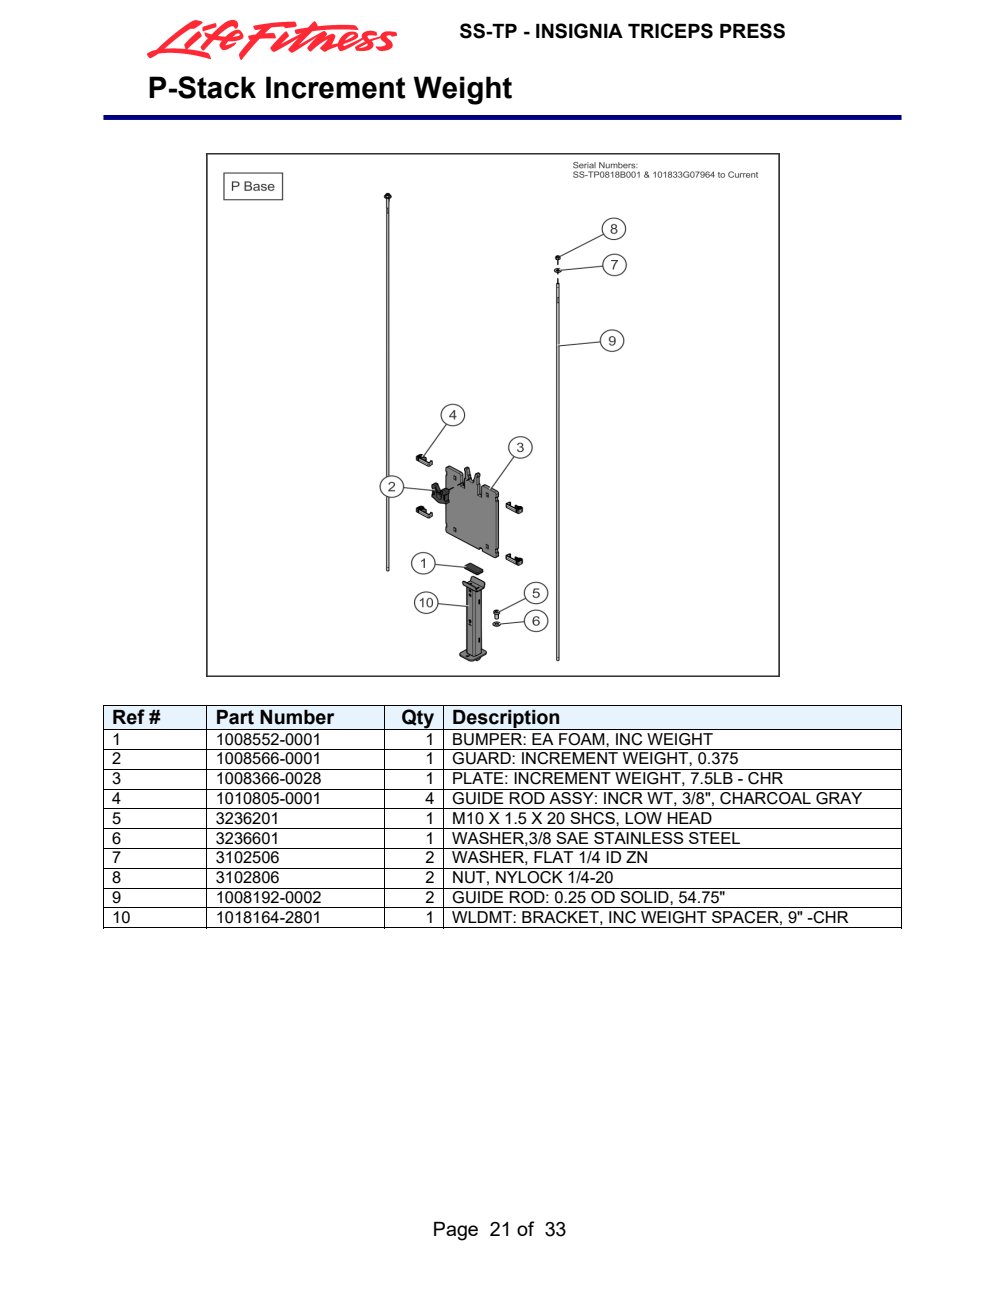 Life Fitness
SS-TP - INSIGNIA TRICEPS PRESS
P-Stack Increment Weight
P Base
Serial Numbers:
SS-TP0818B001 & 101833G07964 to Current
8
7
9
4
3
2
1
5
10
6
Ref # Part Number Qty Description
1 1008552-0001 1 BUMPER: EA FOAM, INC WEIGHT
2 1008566-0001 1 GUARD: INCREMENT WEIGHT, 0.375
3 1008366-0028 1 PLATE: INCREMENT WEIGHT, 7.5LB - CHR
4 1010805-0001 4 GUIDE ROD ASSY: INCR WT, 3/8", CHARCOAL GRAY
5 3236201 1 M10 X 1.5 X 20 SHCS, LOW HEAD
6 3236601 1 WASHER,3/8 SAE STAINLESS STEEL
7 3102506 2 WASHER, FLAT 1/4 ID ZN
8 3102806 2 NUT, NYLOCK 1/4-20
9 1008192-0002 2 GUIDE ROD: 0.25 OD SOLID, 54.75"
10 1018164-2801 1 WLDMT: BRACKET, INC WEIGHT SPACER, 9" -CHR
Page 21 of 33